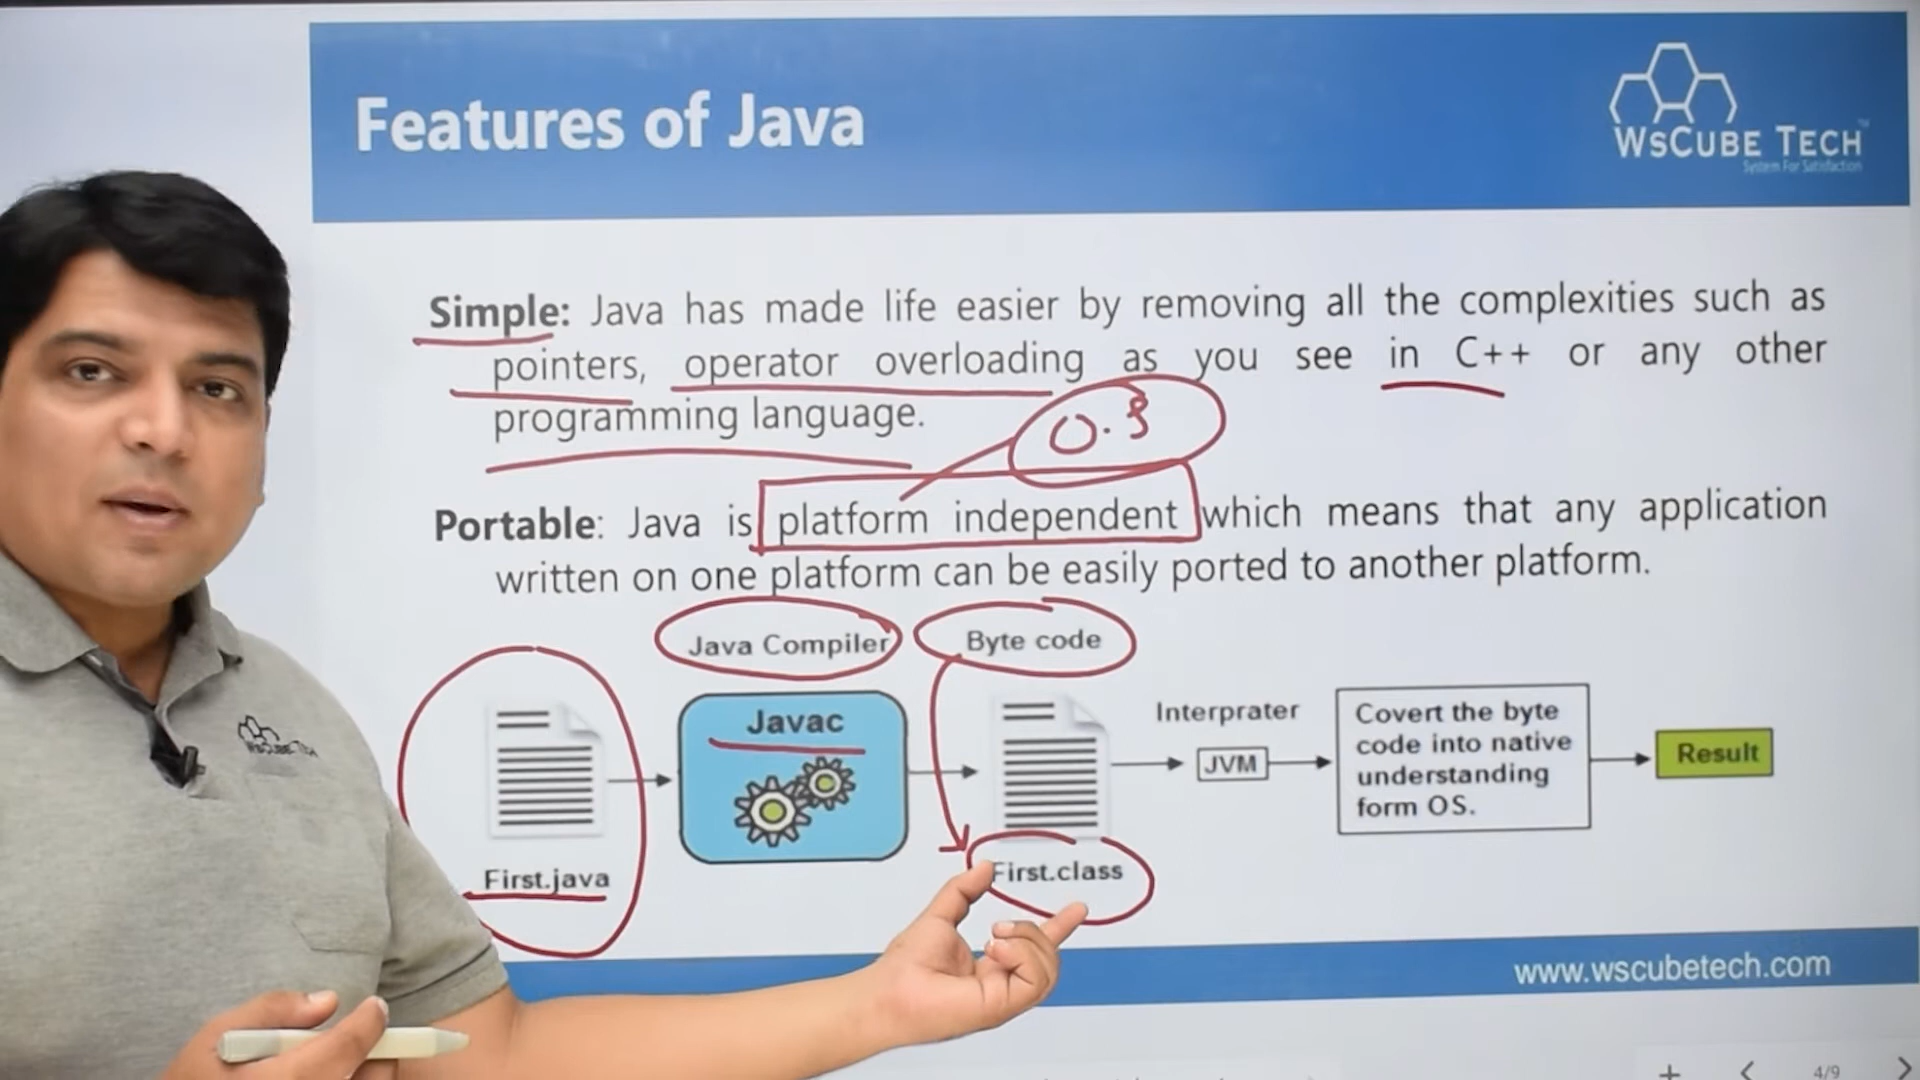 Features of Java
WsCube Tech
System For Satisfaction
Simple: Java has made life easier by removing all the complexities such as
pointers, operator overloading as you see in C++ or any other
programming language.
O.S
Portable: Java is platform independent which means that any application
written on one platform can be easily ported to another platform.
Java Compiler
Byte code
Javac
Interprater
JVM
Covert the byte
code into native
understanding
form OS.
Result
First.java
First.class
WsCube Tech
www.wscubetech.com
4/9